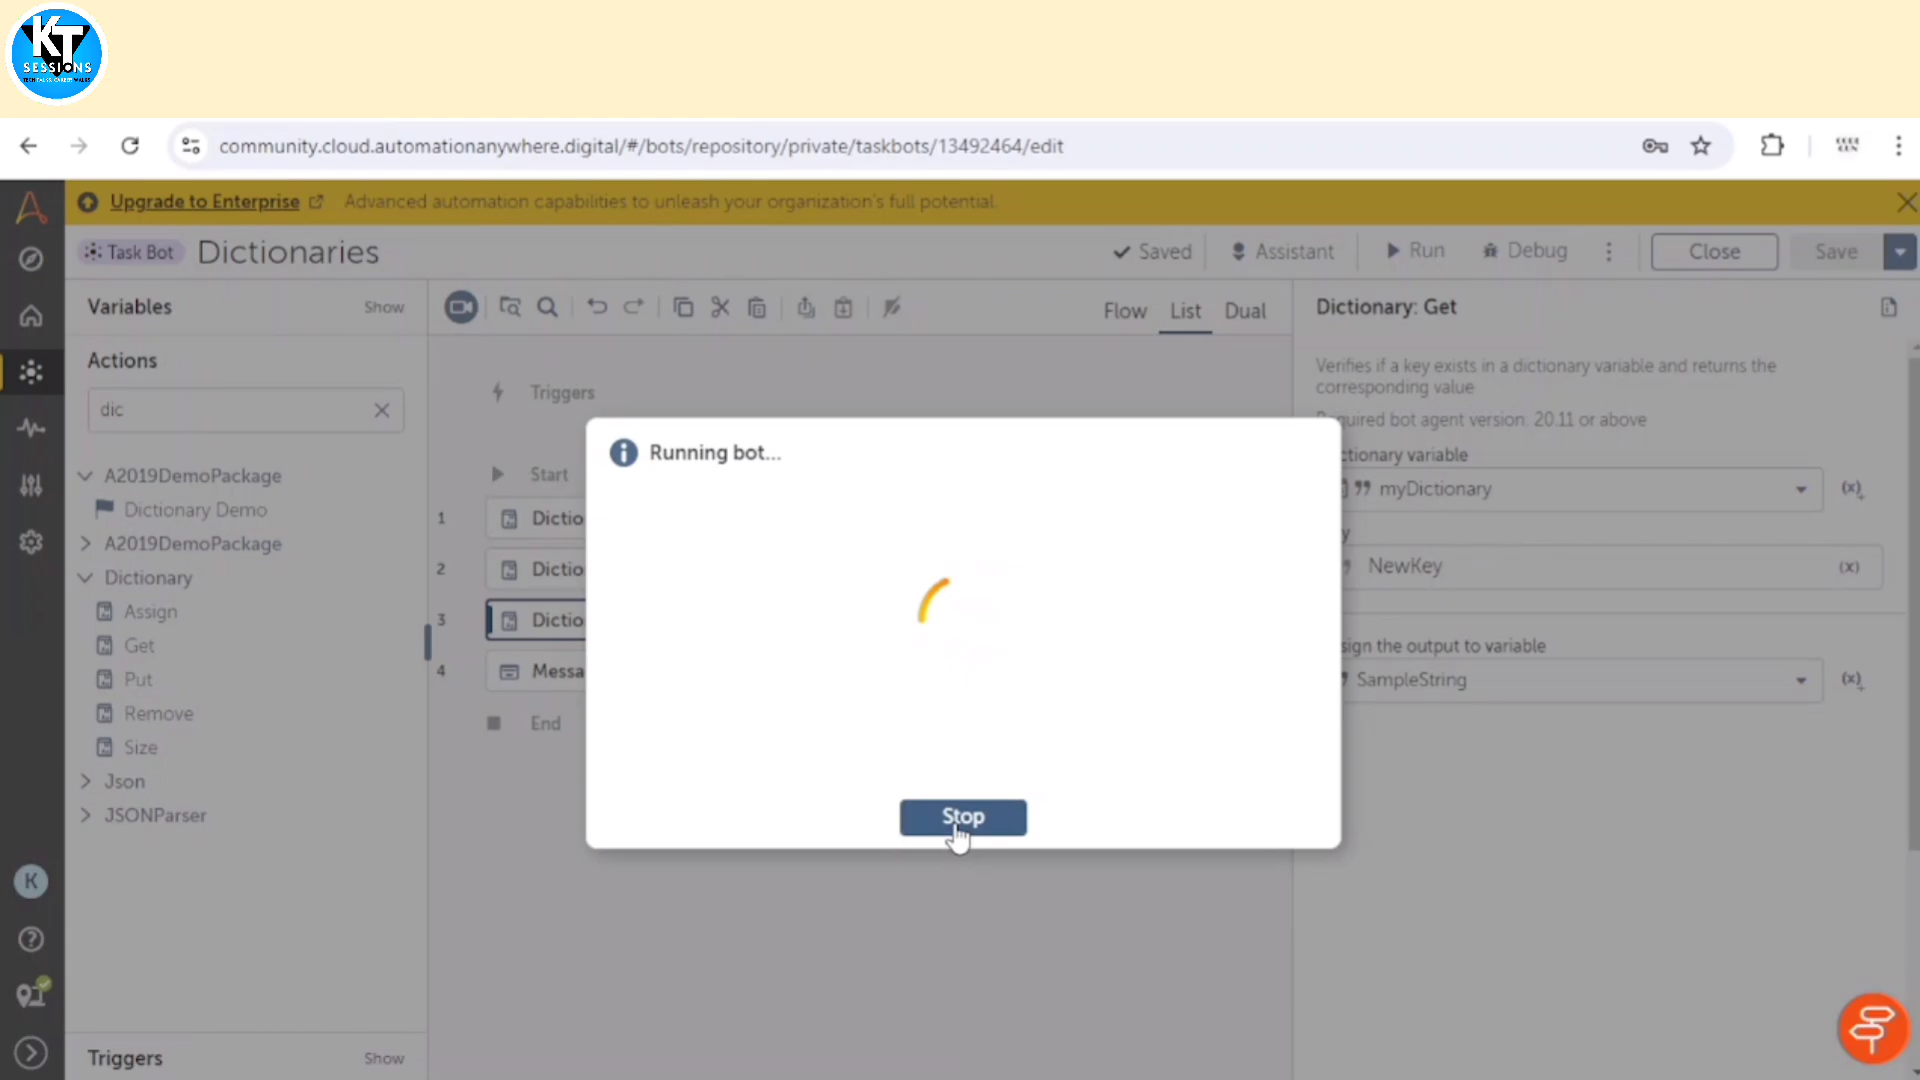 KT
SESSIONS
community.cloud.automationanywhere.digital/#/bots/repository/private/taskbots/13492464/edit
Upgrade to Enterprise Advanced automation capabilities to unleash your organization's full potential.
Task Bot Dictionaries Saved Assistant Run Debug Close Save
Variables Show
Flow List Dual
Actions
dic
A2019DemoPackage
Dictionary Demo
A2019DemoPackage
Dictionary
Assign
Get
Put
Remove
Size
Json
JSONParser
Triggers Show
K
Triggers
Start
1 Dictio
2 Dictio
3 Dictio
4 Messa
End
Running bot...
Stop
Dictionary: Get
Verifies if a key exists in a dictionary variable and returns the
corresponding value
quired bot agent version: 20.11 or above
ctionary variable
myDictionary (x)
y
NewKey (x)
sign the output to variable
SampleString (x)